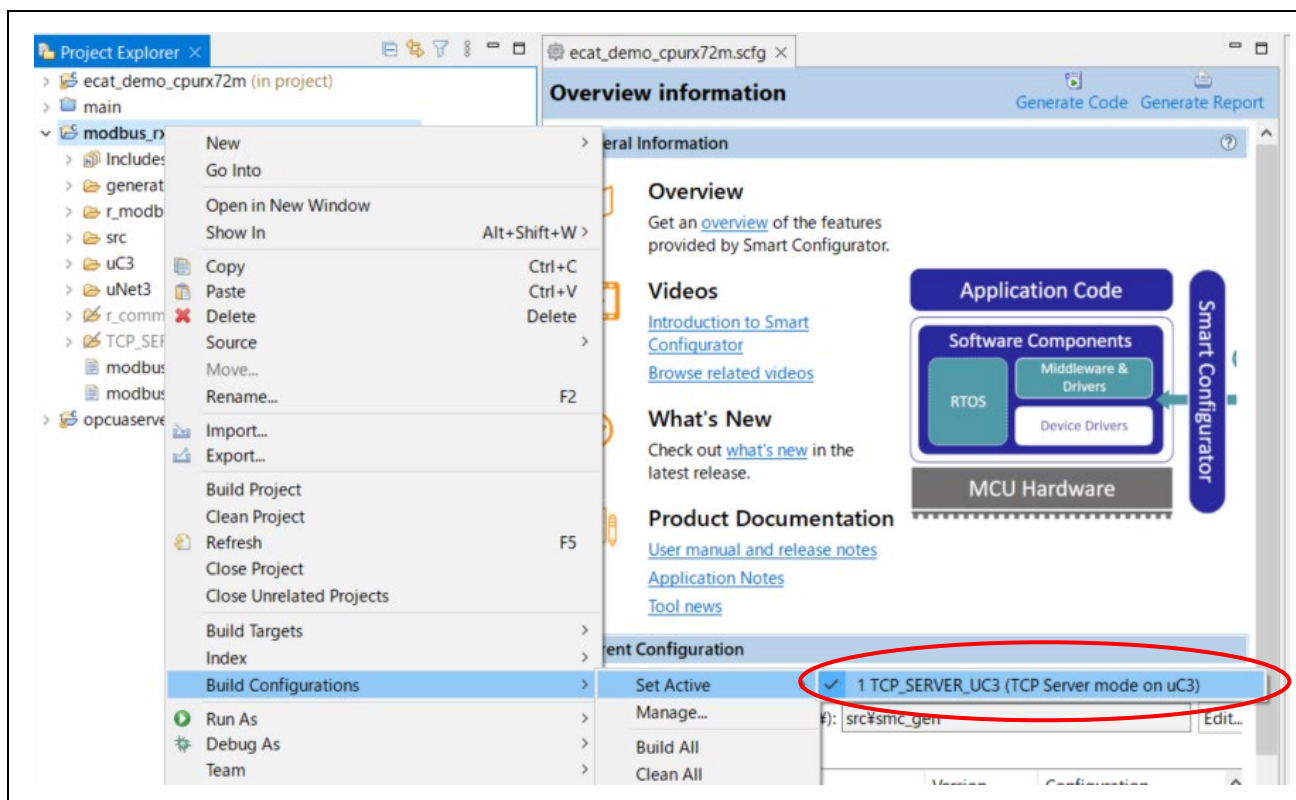 Project Explorer
ecat_demo_cpurx72m (in project)
main
modbus_rx
Includes
generat
r_modb
src
uC3
uNet3
r_comm
TCP_SEF
modbus
modbus
opcuaserve
New
Go Into
Open in New Window
Show In Alt+Shift+W >
Copy Ctrl+C
Paste Ctrl+V
Delete Delete
Source
Move...
Rename... F2
Import...
Export...
Build Project
Clean Project
Refresh F5
Close Project
Close Unrelated Projects
Build Targets
Index
Build Configurations
Run As
Debug As
Team
Set Active
Manage...
Build All
Clean All
1 TCP_SERVER_UC3 (TCP Server mode on uC3)
ecat_demo_cpurx72m.scfg
Overview information
Generate Code Generate Report
eral Information
Overview
Get an overview of the features
provided by Smart Configurator.
Videos
Introduction to Smart
Configurator
Browse related videos
What's New
Check out what's new in the
latest release.
Product Documentation
User manual and release notes
Application Notes
Tool news
Application Code
Software Components
RTOS
Middleware &
Drivers
Device Drivers
MCU Hardware
Smart Configurator
rent Configuration
¥): src¥smc_gen Edit...
Version Configuration